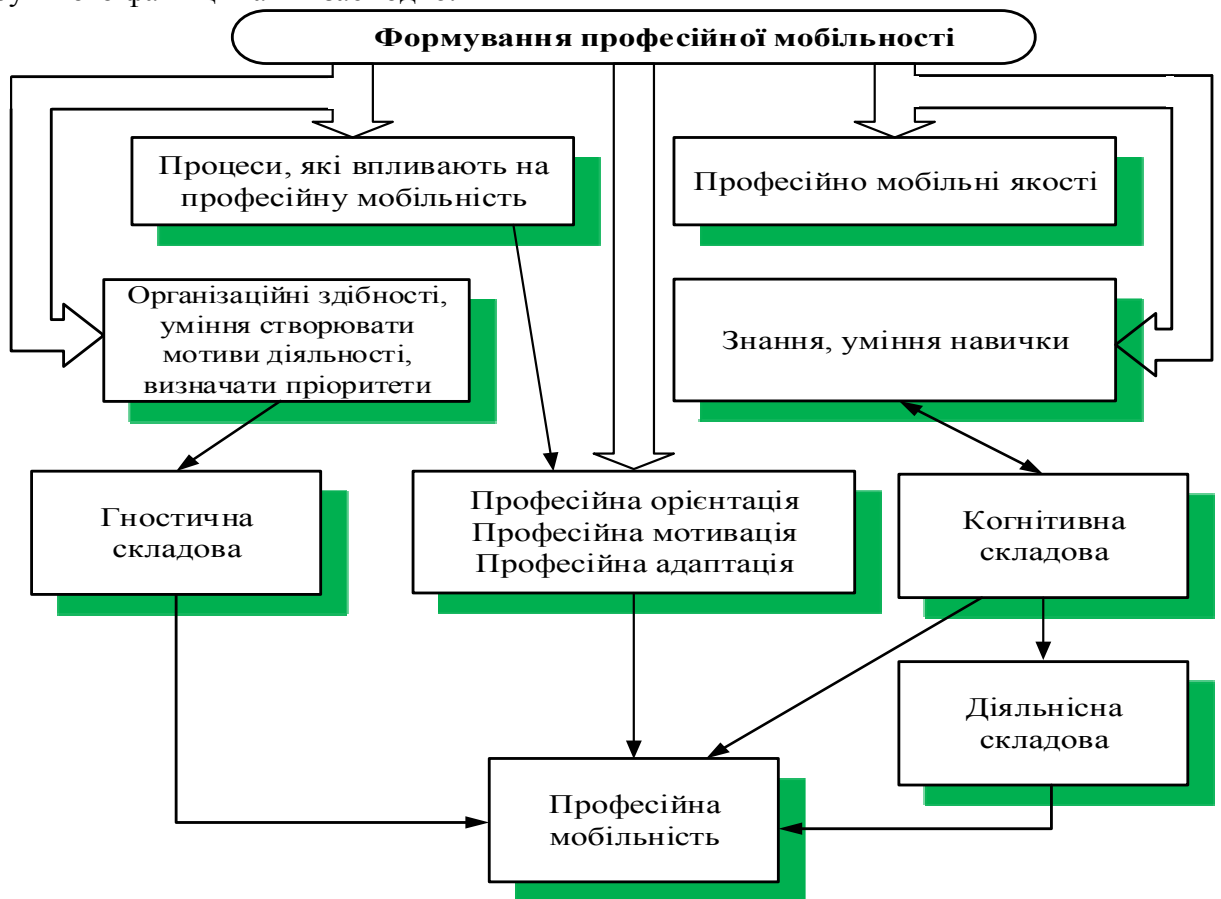 Формування професійної мобільності
Процеси, які впливають на
професійну мобільність
Професійно мобільні якості
Організаційні здібності,
уміння створювати
мотиви діяльності,
визначати пріоритети
Знання, уміння навички
Гностична
складова
Професійна орієнтація
Професійна мотивація
Професійна адаптація
Когнітивна
складова
Діяльнісна
складова
Професійна
мобільність